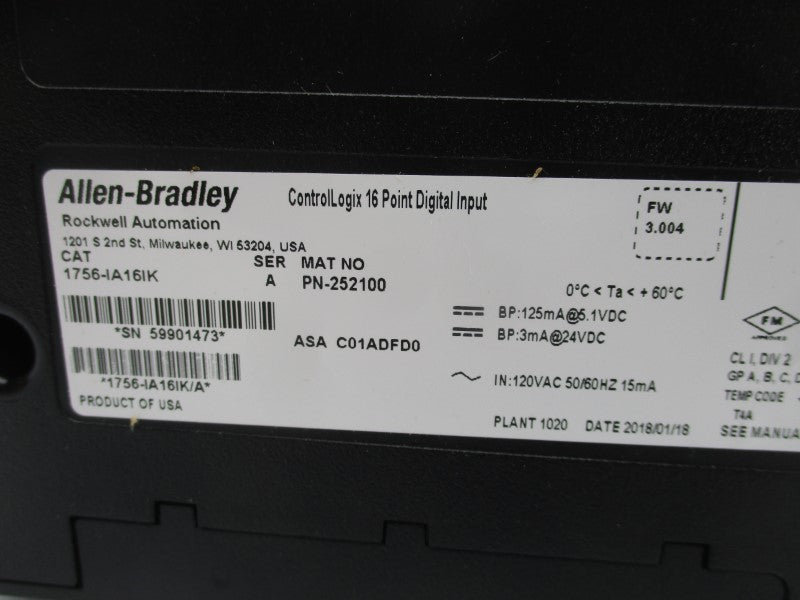 Allen-Bradley
ControlLogix 16 Point Digital Input
FW
3.004
Rockwell Automation
1201 S 2nd St, Milwaukee, WI 53204, USA
CAT SER MAT NO
1756-IA16IK A PN-252100
0°C < Ta < + 60°C
BP:125mA@5.1VDC
BP:3mA@24VDC
*SN 59901473*
ASA C01ADFD0
FM
APPROVED
CL I, DIV 2
GP A, B, C, D
IN:120VAC 50/60HZ 15mA
*1756-IA16IK/A*
TEMP CODE
T4A
PRODUCT OF USA
PLANT 1020 DATE 2018/01/18
SEE MANUA